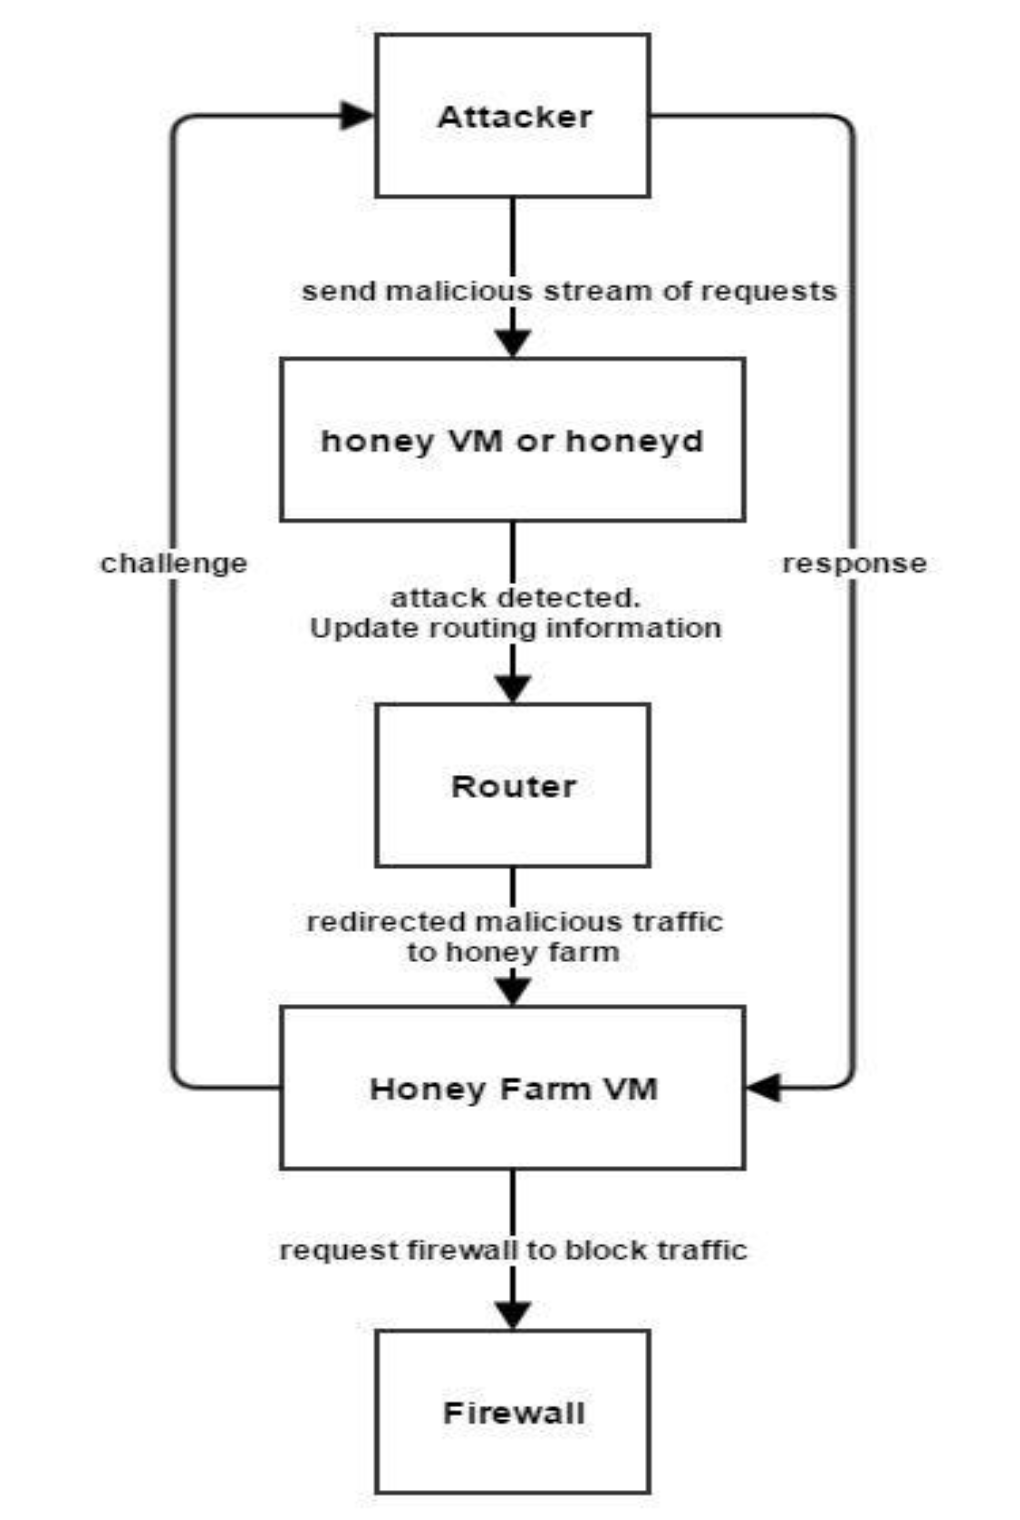 Attacker
send malicious stream of requests
honey VM or honeyd
challenge
response
attack detected.
Update routing information
Router
redirected malicious traffic
to honey farm
Honey Farm VM
request firewall to block traffic
Firewall